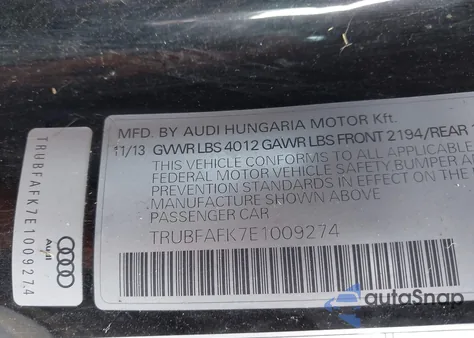 MFD. BY AUDI HUNGARIA MOTOR Kft.
11/13 GVWR LBS 4012 GAWR LBS FRONT 2194/REAR
THIS VEHICLE CONFORMS TO ALL APPLICABLE
FEDERAL MOTOR VEHICLE SAFETY BUMPER A
PREVENTION STANDARDS IN EFFECT ON THE
MANUFACTURE SHOWN ABOVE
PASSENGER CAR
TRUBFAFK7E1009274
TRUBFAFK7E1009274
Audi
autoSnap